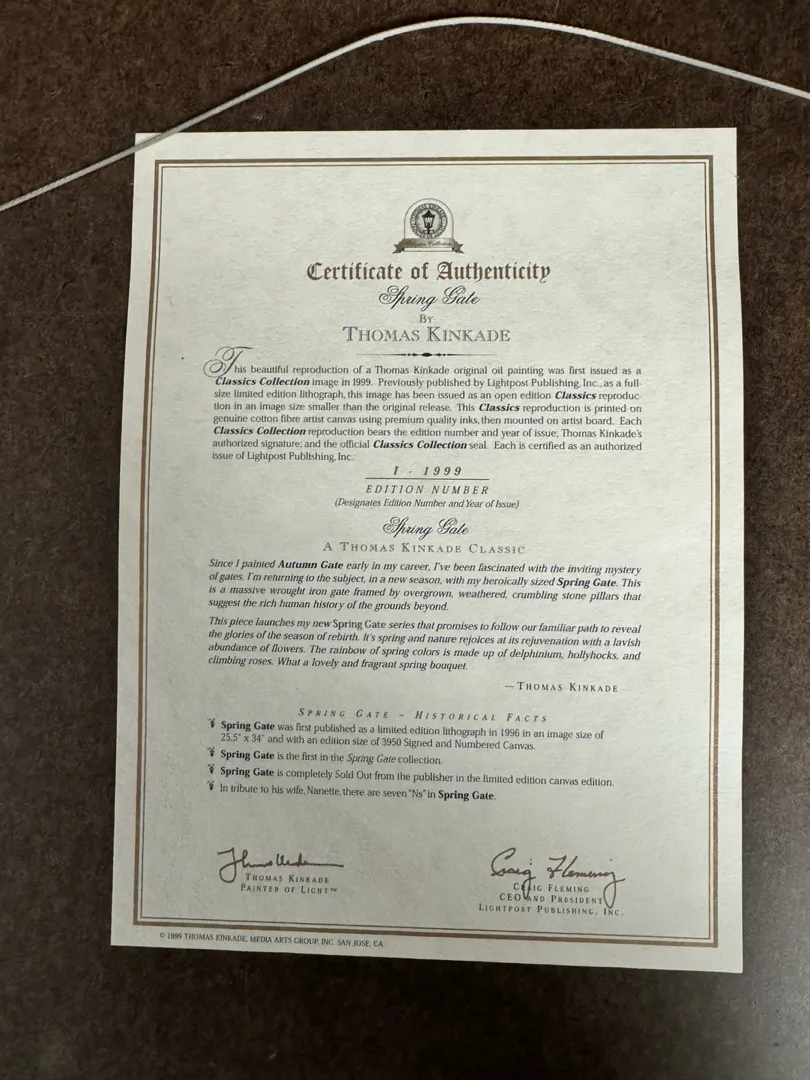 Certificate of Authenticity
Spring Gate
BY
THOMAS KINKADE
This beautiful reproduction of a Thomas Kinkade original oil painting was first issued as a
Classics Collection image in 1999. Previously published by Lightpost Publishing, Inc., as a full-
size limited edition lithograph, this image has been issued as an open edition Classics reproduc-
tion in an image size smaller than the original release. This Classics reproduction is printed on
genuine cotton fibre artist canvas using premium quality inks, then mounted on artist board. Each
Classics Collection reproduction bears the edition number and year of issue; Thomas Kinkade's
authorized signature; and the official Classics Collection seal. Each is certified as an authorized
issue of Lightpost Publishing, Inc.
1 - 1999
EDITION NUMBER
(Designates Edition Number and Year of Issue)
Spring Gate
A THOMAS KINKADE CLASSIC
Since I painted Autumn Gate early in my career, I've been fascinated with the inviting mystery
of gates. I'm returning to the subject, in a new season, with my heroically sized Spring Gate. This
is a massive wrought iron gate framed by overgrown, weathered, crumbling stone pillars that
suggest the rich human history of the grounds beyond.
This piece launches my new Spring Gate series that promises to follow our familiar path to reveal
the glories of the season of rebirth. It's spring and nature rejoices at its rejuvenation with a lavish
abundance of flowers. The rainbow of spring colors is made up of delphinium, hollyhocks, and
climbing roses. What a lovely and fragrant spring bouquet.
—THOMAS KINKADE
SPRING GATE ~ HISTORICAL FACTS
Spring Gate was first published as a limited edition lithograph in 1996 in an image size of
25.5" x 34" and with an edition size of 3950 Signed and Numbered Canvas.
Spring Gate is the first in the Spring Gate collection.
Spring Gate is completely Sold Out from the publisher in the limited edition canvas edition.
In tribute to his wife, Nanette, there are seven "Ns" in Spring Gate.
THOMAS KINKADE
PAINTER OF LIGHT™
Craig Fleming
CRAIG FLEMING
CEO AND PRESIDENT
LIGHTPOST PUBLISHING, INC.
© 1999 THOMAS KINKADE, MEDIA ARTS GROUP, INC. SAN JOSE, CA